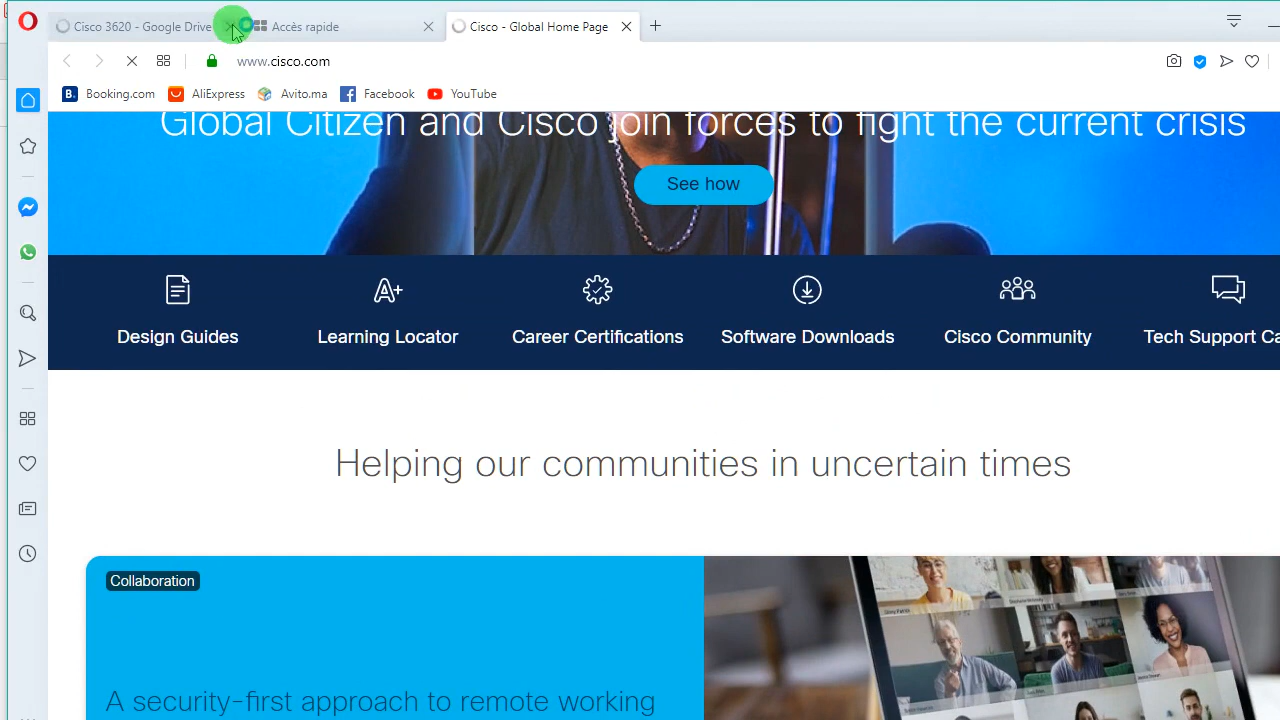 Cisco 3620 - Google Drive
Accès rapide
Cisco - Global Home Page
www.cisco.com
B. Booking.com
AliExpress
Avito.ma
Facebook
YouTube
Global Citizen and Cisco join forces to fight the current crisis
See how
Design Guides
Learning Locator
Career Certifications
Software Downloads
Cisco Community
Tech Support Ca
Helping our communities in uncertain times
Collaboration
A security-first approach to remote working